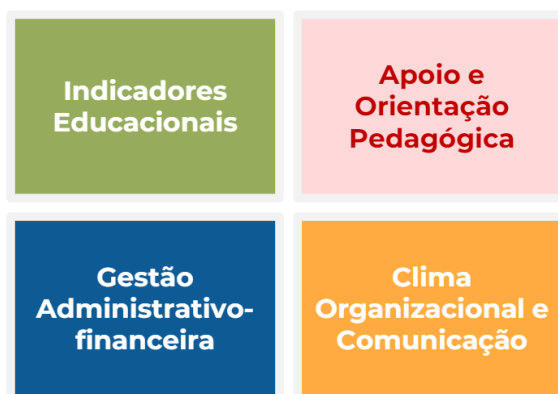 Indicadores
Educacionais
Apoio e
Orientação
Pedagógica
Gestão
Administrativo-
financeira
Clima
Organizacional e
Comunicação